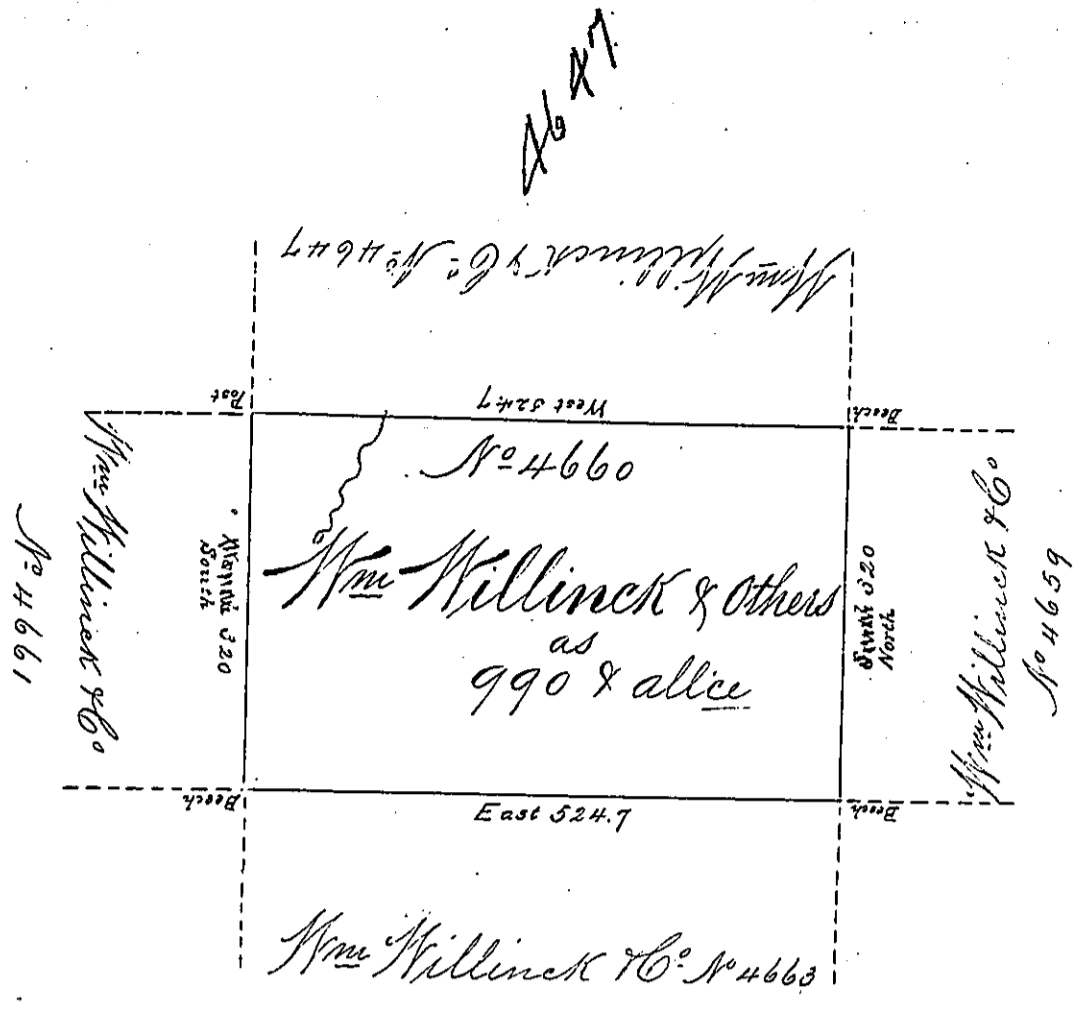 4647
Wm Willinck & Co No 4647
Post
West 524.7
Beech
No 4660
Wm Willinck & Co
No 4661
South
320
Wm Willinck & Others
as
990 & allce
320
North
Wm Willinck & Co
No 4659
Beech
East 524.7
Beech
Wm Willinck & Co No 4663